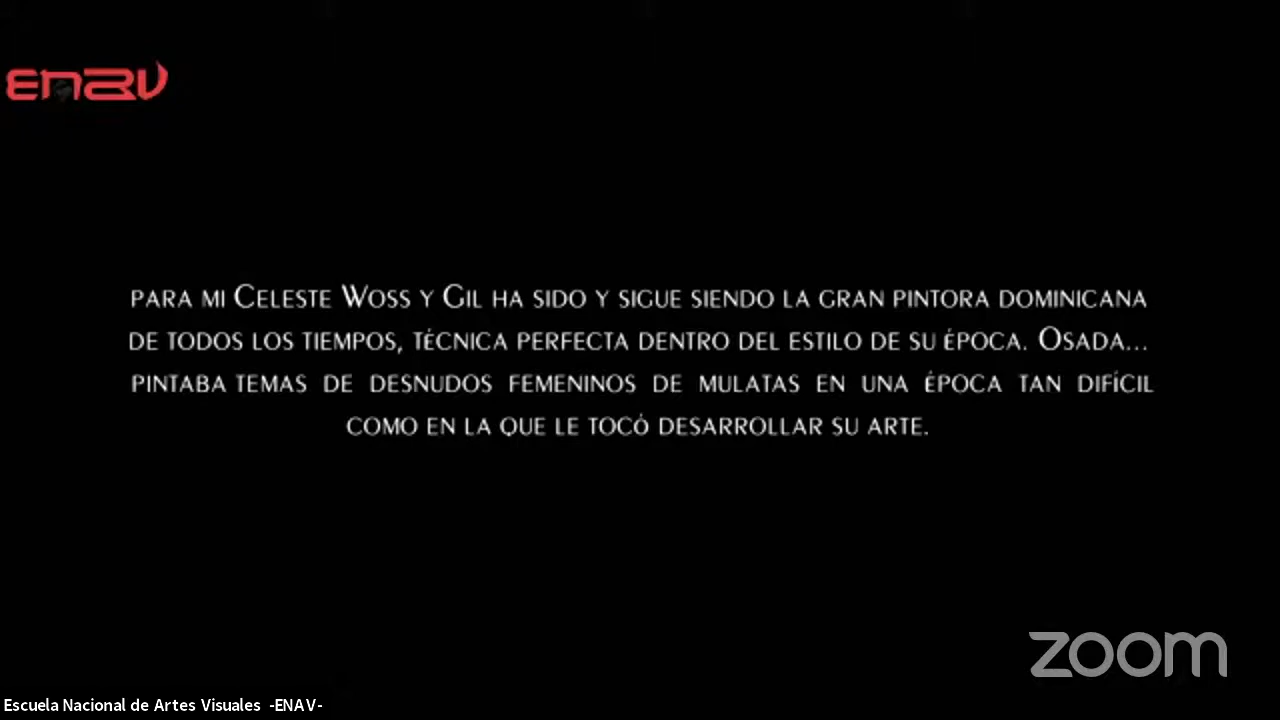 ENAV
PARA MI CELESTE WOSS Y GIL HA SIDO Y SIGUE SIENDO LA GRAN PINTORA DOMINICANA
DE TODOS LOS TIEMPOS, TÉCNICA PERFECTA DENTRO DEL ESTILO DE SU ÉPOCA. OSADA...
PINTABA TEMAS DE DESNUDOS FEMENINOS DE MULATAS EN UNA ÉPOCA TAN DIFÍCIL
COMO EN LA QUE LE TOCÓ DESARROLLAR SU ARTE.
zoom
Escuela Nacional de Artes Visuales -ENAV-